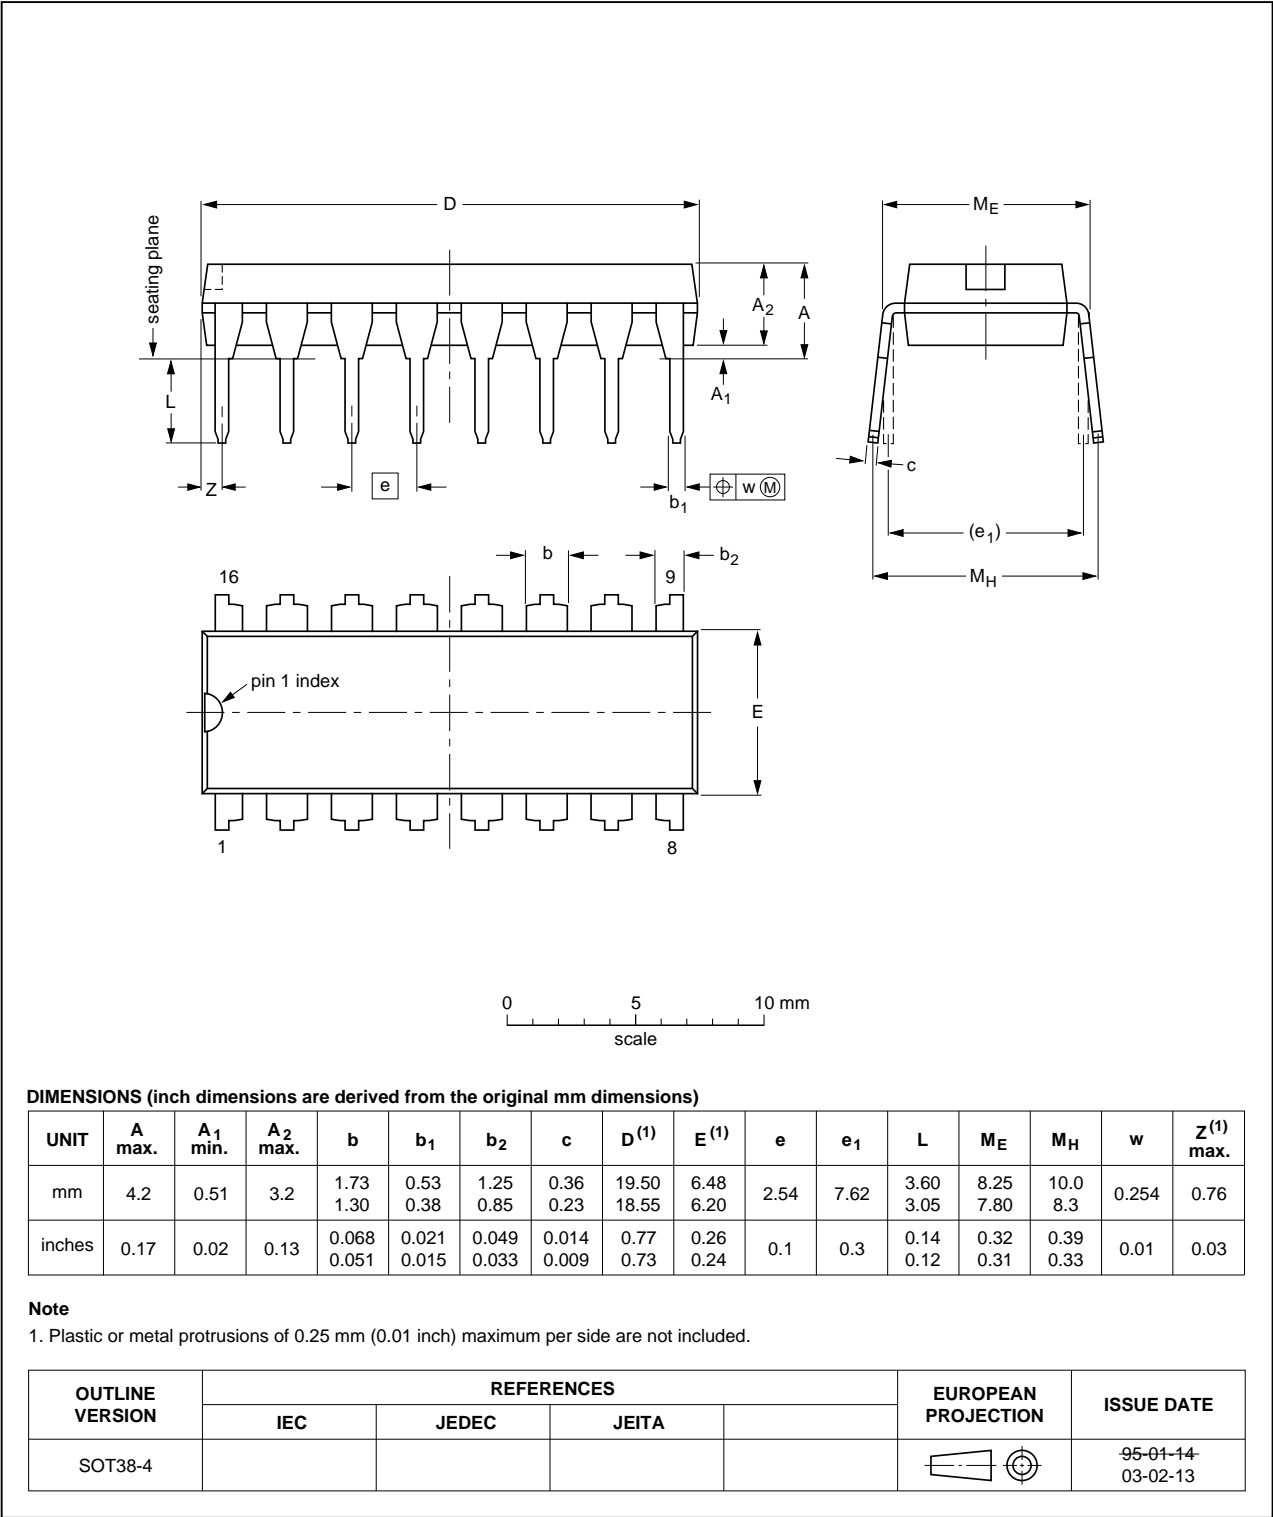 D
M_E
seating plane
A_2
A
A_1
L
c
Z
e
b_1
w M
(e_1)
M_H
b
b_2
16
9
pin 1 index
E
1
8
0 5 10 mm
scale
DIMENSIONS (inch dimensions are derived from the original mm dimensions)
UNIT A max. A1 min. A2 max. b b1 b2 c D(1) E(1) e e1 L ME MH w Z(1) max.
mm 4.2 0.51 3.2 1.73 1.30 0.53 0.38 1.25 0.85 0.36 0.23 19.50 18.55 6.48 6.20 2.54 7.62 3.60 3.05 8.25 7.80 10.0 8.3 0.254 0.76
inches 0.17 0.02 0.13 0.068 0.051 0.021 0.015 0.049 0.033 0.014 0.009 0.77 0.73 0.26 0.24 0.1 0.3 0.14 0.12 0.32 0.31 0.39 0.33 0.01 0.03
Note
1. Plastic or metal protrusions of 0.25 mm (0.01 inch) maximum per side are not included.
OUTLINE VERSION REFERENCES EUROPEAN PROJECTION ISSUE DATE
IEC JEDEC JEITA
SOT38-4 95-01-14
03-02-13